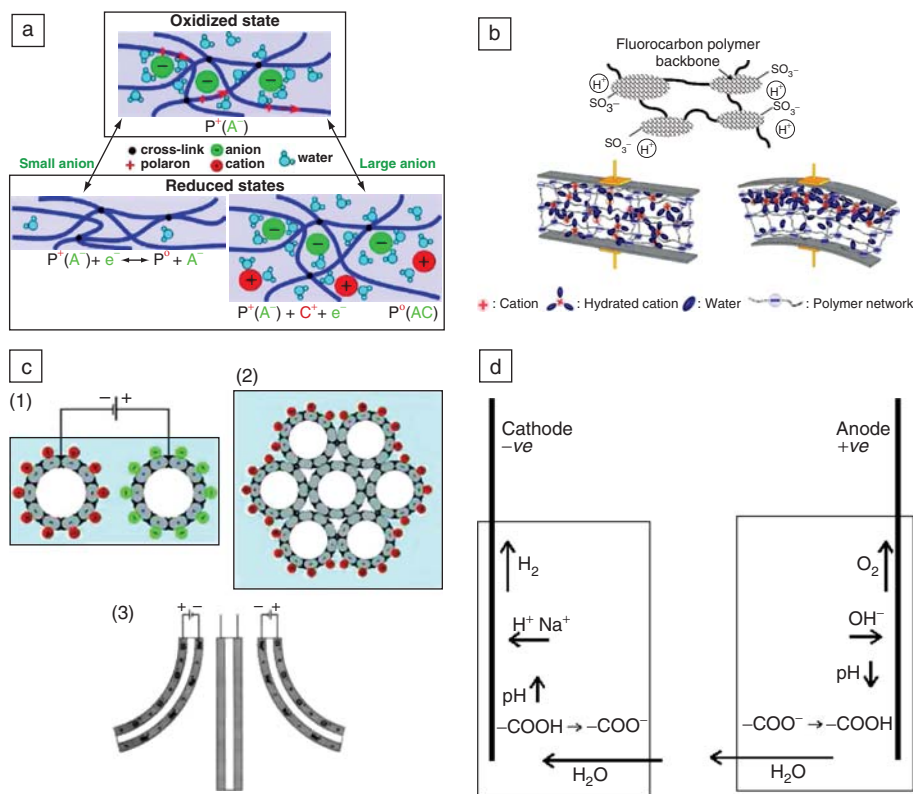 a
Oxidized state
P⁺(A⁻)
Small anion
cross-link
polaron
anion
cation
water
Large anion
Reduced states
P⁺(A⁻) + e⁻ ⟷ P⁰ + A⁻
P⁺(A⁻) + C⁺ + e⁻
P⁰(AC)
b
Fluorocarbon polymer
backbone
SO₃⁻
H⁺
H⁺
SO₃⁻
SO₃⁻
SO₃⁻
H⁺
H⁺
: Cation
: Hydrated cation
: Water
: Polymer network
c
(1)
− +
(2)
(3)
+ −
− +
d
Cathode
−ve
Anode
+ve
H₂
O₂
H⁺ Na⁺
OH⁻
pH
pH
−COOH → −COO⁻
−COO⁻ → −COOH
H₂O
H₂O